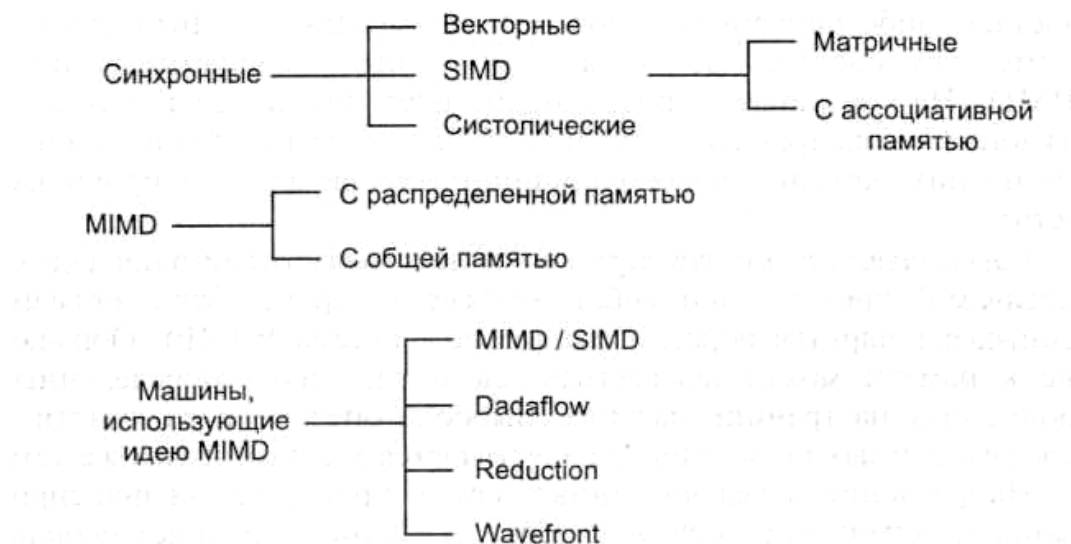 Векторные
Синхронные
SIMD
Систолические
Матричные
С ассоциативной
памятью
MIMD
С распределенной памятью
С общей памятью
Машины,
использующие
идею MIMD
MIMD / SIMD
Dadaflow
Reduction
Wavefront